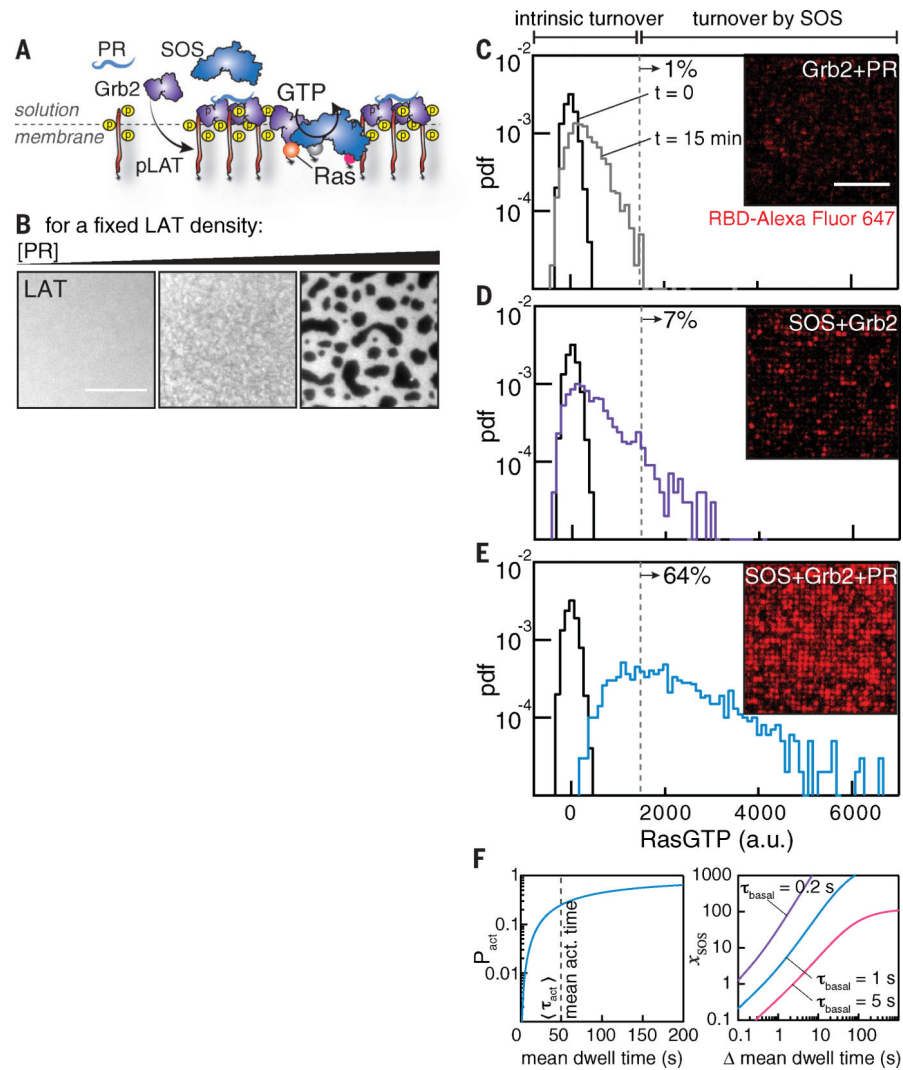 A
PR
SOS
Grb2
GTP
solution
membrane
pLAT
Ras
B for a fixed LAT density:
[PR]
LAT
intrinsic turnover
turnover by SOS
C
10-2
10-3
10-4
pdf
1%
t = 0
t = 15 min
Grb2+PR
RBD-Alexa Fluor 647
D
10-2
10-3
10-4
pdf
7%
SOS+Grb2
E
10-2
10-3
10-4
pdf
64%
SOS+Grb2+PR
0 2000 4000 6000
RasGTP (a.u.)
F
1
0.1
0.01
Pact
⟨τact⟩
mean act. time
0 50 100 150 200
mean dwell time (s)
1000
100
10
1
0.1
xsos
τbasal = 0.2 s
τbasal = 1 s
τbasal = 5 s
0.1 1 10 100
Δ mean dwell time (s)